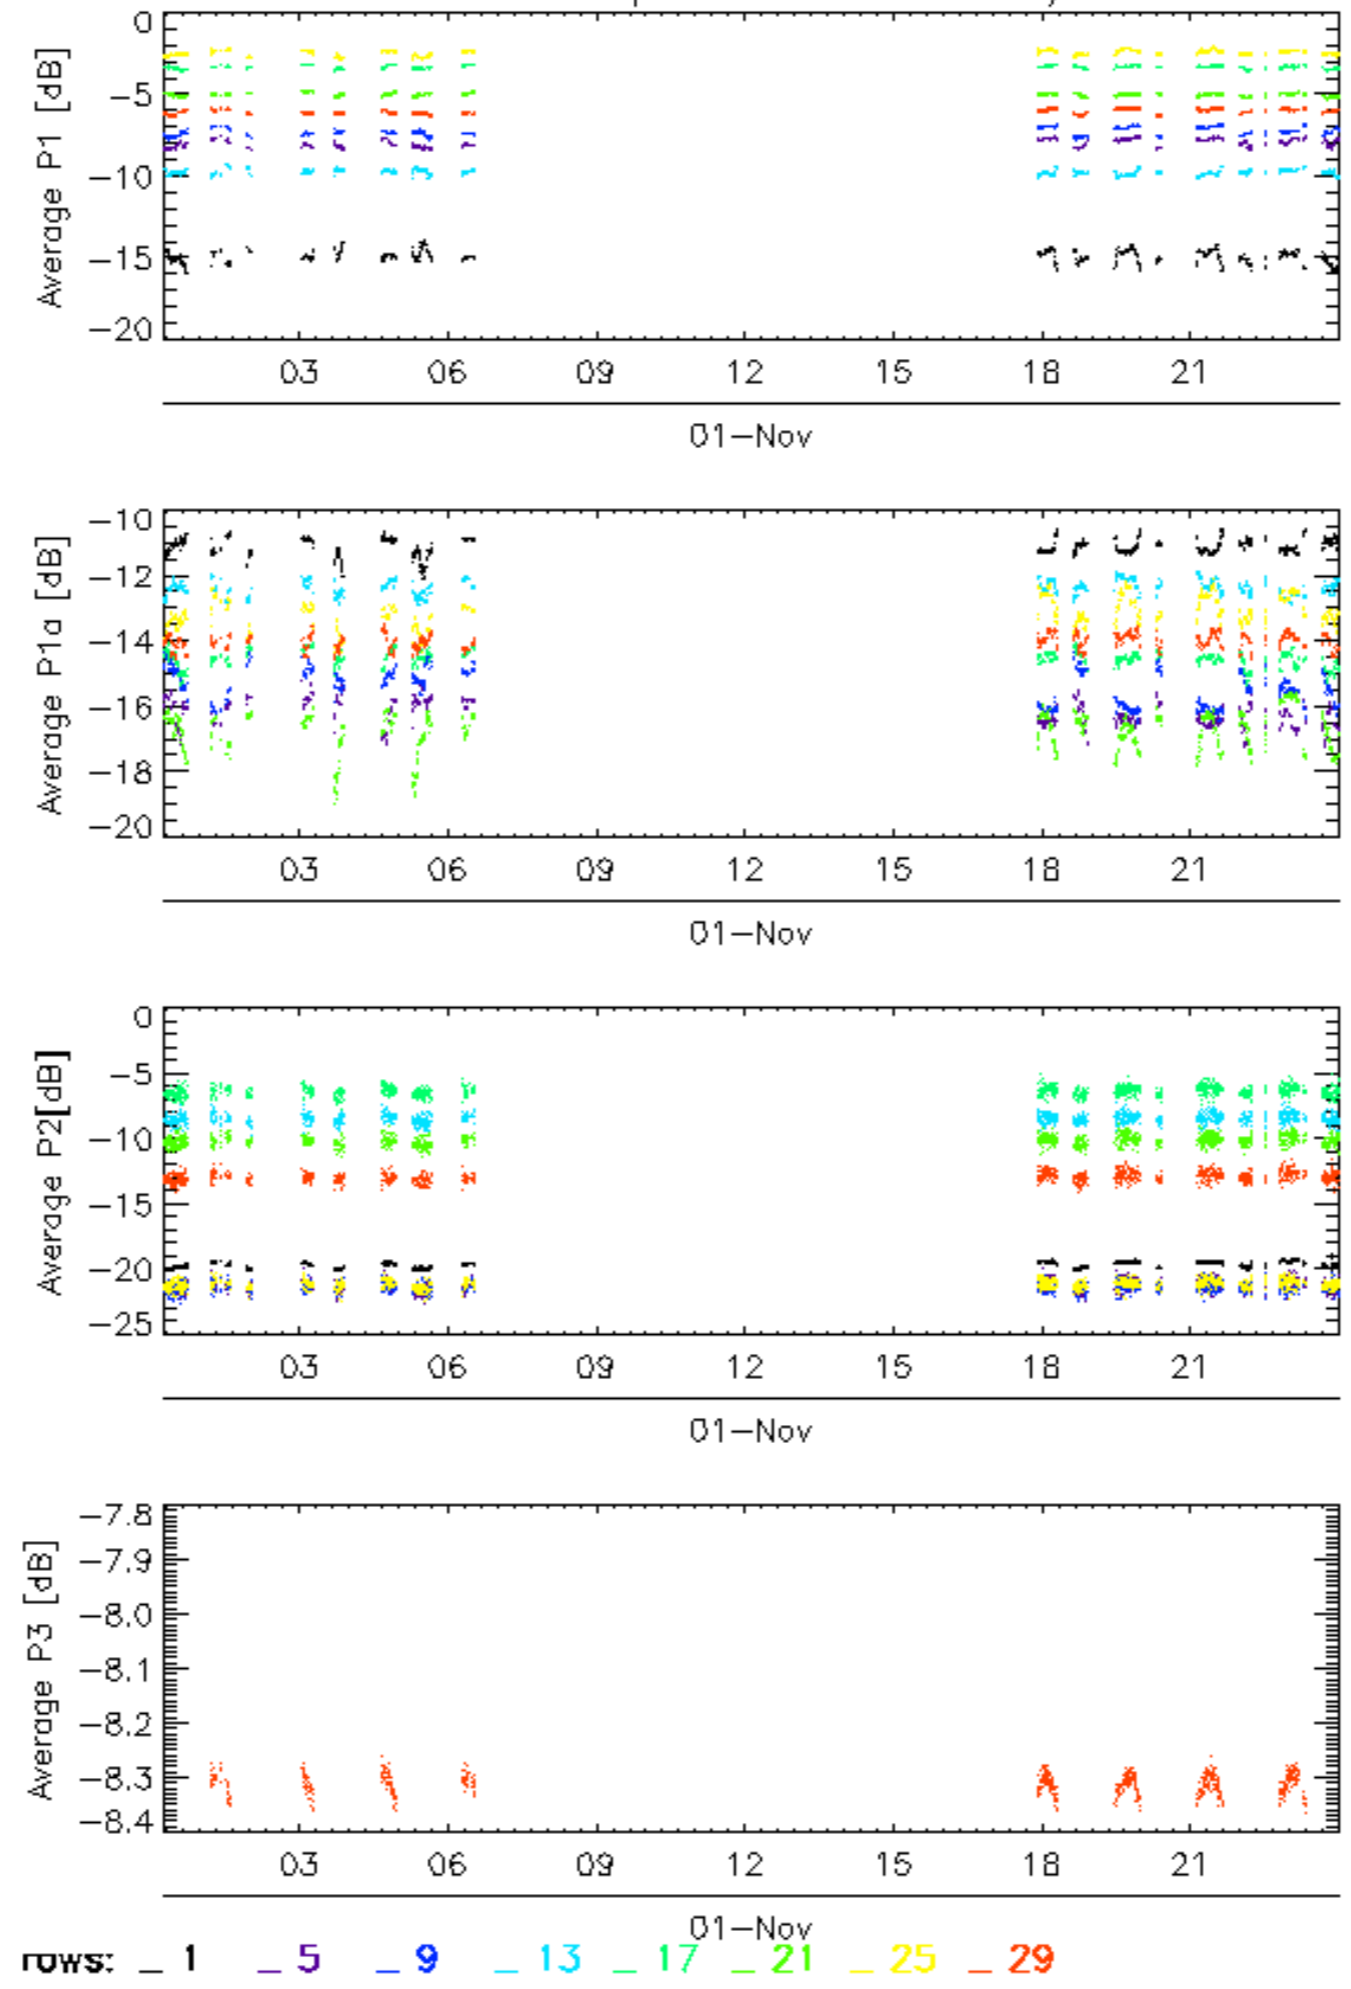 0
−5
−10
−15
−20
Average P1 [dB]
03 06 09 12 15 18 21
01−Nov
−10
−12
−14
−16
−18
−20
Average P1a [dB]
03 06 09 12 15 18 21
01−Nov
0
−5
−10
−15
−20
−25
Average P2[dB]
03 06 09 12 15 18 21
01−Nov
−7.8
−7.9
−8.0
−8.1
−8.2
−8.3
−8.4
Average P3 [dB]
03 06 09 12 15 18 21
01−Nov
rows: _ 1 _ 5 _ 9 _ 13 _ 17 _ 21 _ 25 _ 29